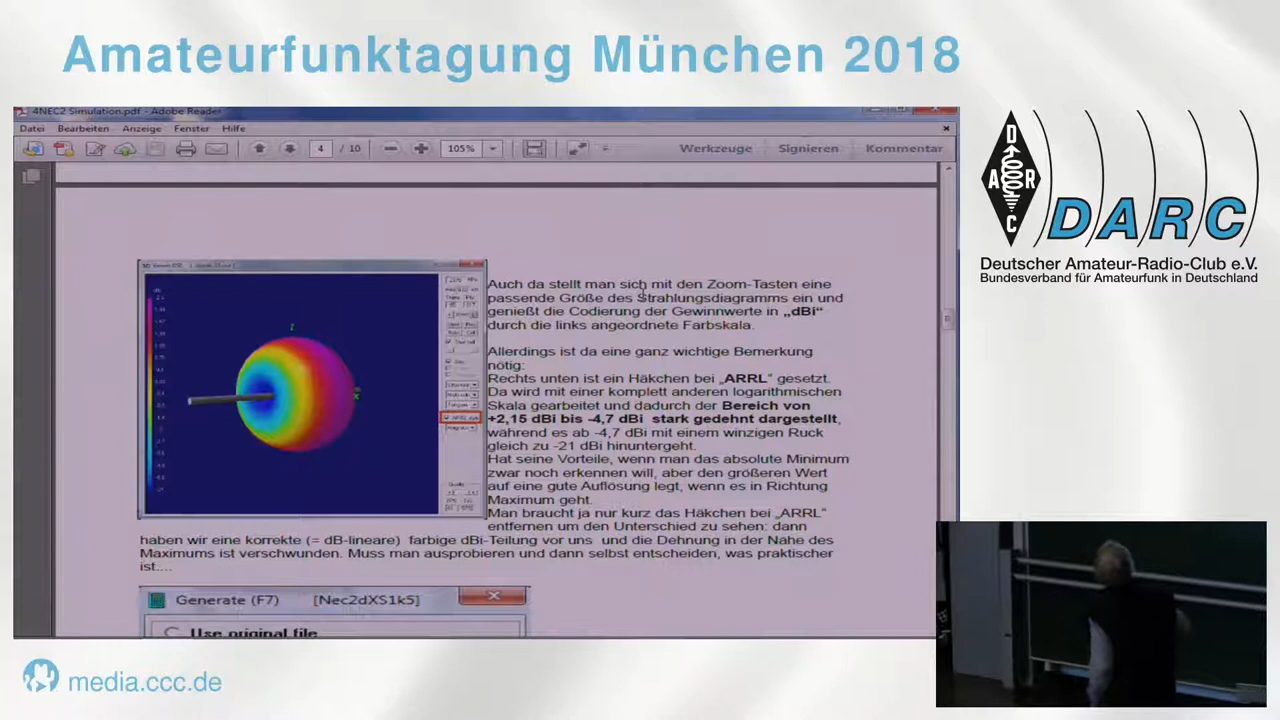 Amateurfunktagung München 2018
4NEC2 Simulation.pdf - Adobe Reader
Datei Bearbeiten Anzeige Fenster Hilfe
4 / 10 105% Werkzeuge Signieren Kommentar
Auch da stellt man sich mit den Zoom-Tasten eine
passende Größe des Strahlungsdiagramms ein und
genießt die Codierung der Gewinnwerte in „dBi“
durch die links angeordnete Farbskala.
Allerdings ist da eine ganz wichtige Bemerkung
nötig:
Rechts unten ist ein Häkchen bei „ARRL“ gesetzt.
Da wird mit einer komplett anderen logarithmischen
Skala gearbeitet und dadurch der Bereich von
+2,15 dBi bis -4,7 dBi stark gedehnt dargestellt,
während es ab -4,7 dBi mit einem winzigen Ruck
gleich zu -21 dBi hinuntergeht.
Hat seine Vorteile, wenn man das absolute Minimum
zwar noch erkennen will, aber den größeren Wert
auf eine gute Auflösung legt, wenn es in Richtung
Maximum geht.
Man braucht ja nur kurz das Häkchen bei „ARRL“
entfernen um den Unterschied zu sehen: dann
haben wir eine korrekte (= dB-lineare) farbige dBi-Teilung vor uns und die Dehnung in der Nähe des
Maximums ist verschwunden. Muss man ausprobieren und dann selbst entscheiden, was praktischer
ist....
Generate (F7) [Nec2dXS1k5]
Use original file
D
A R
C
DARC
Deutscher Amateur-Radio-Club e.V.
Bundesverband für Amateurfunk in Deutschland
media.ccc.de